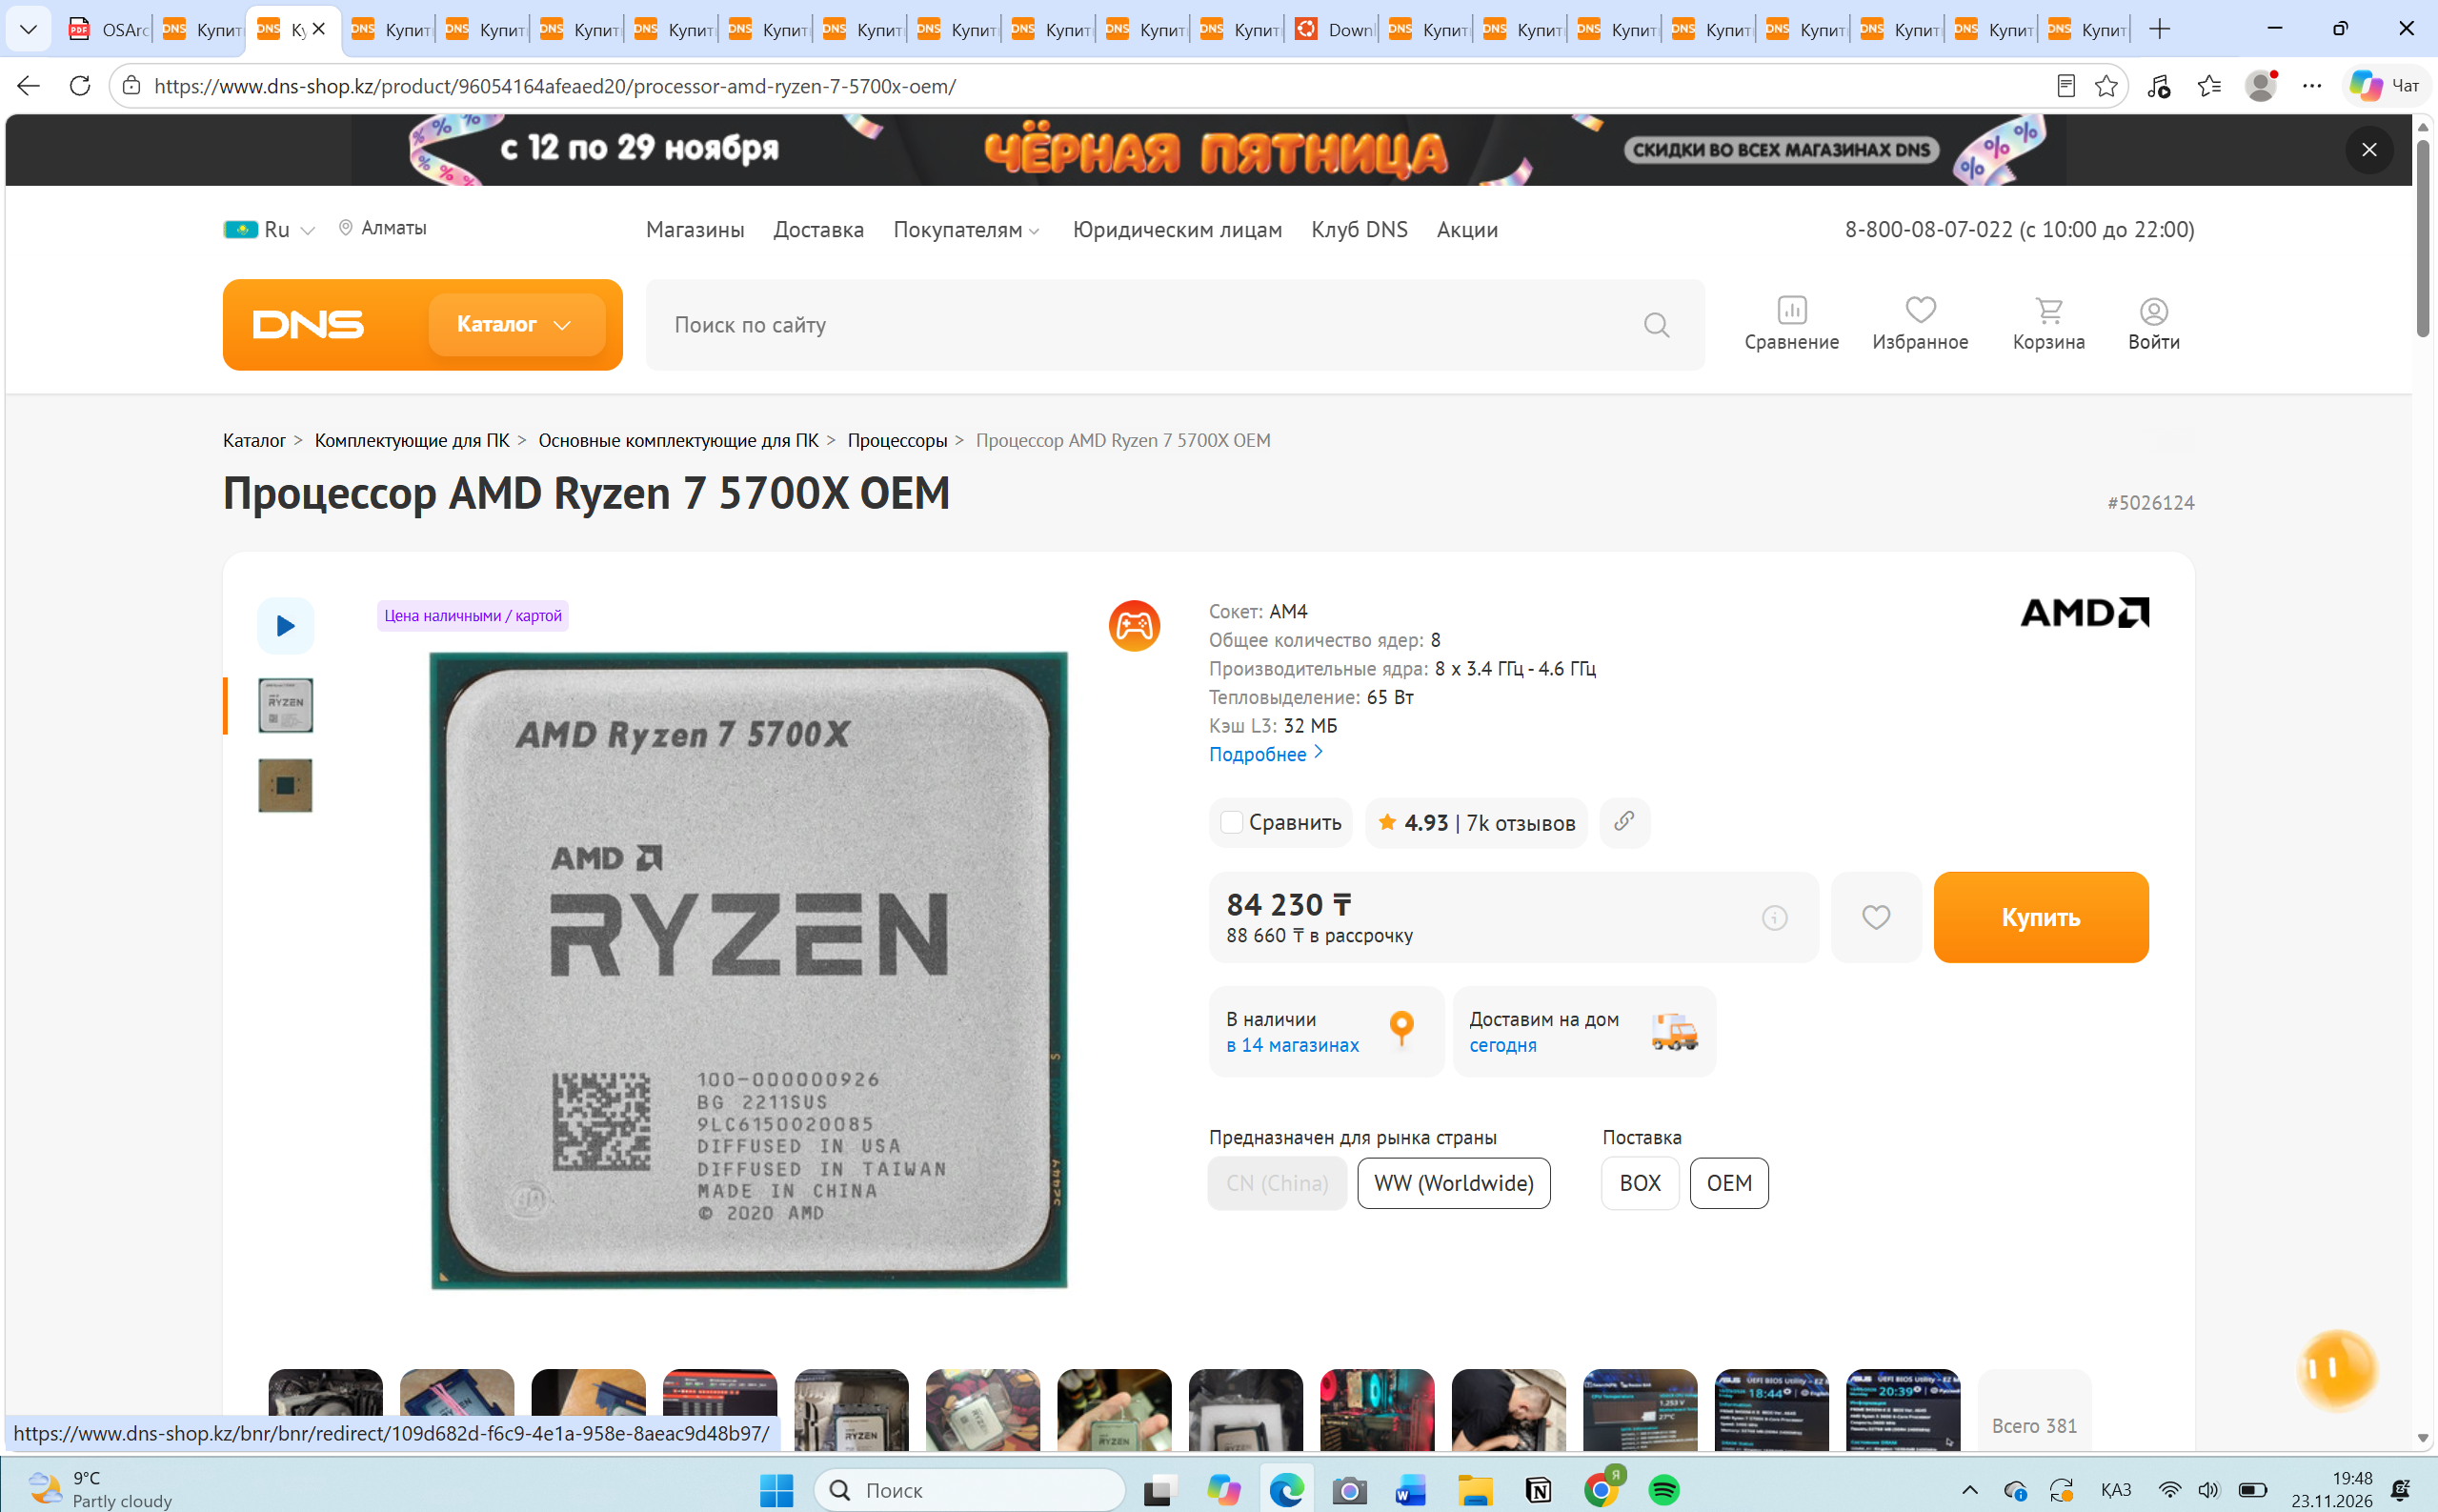 OSArc
Купит
Ку
Купит
Купит
Купит
Купит
Купит
Купит
Купит
Купит
Купит
Купит
Down
Купит
Купит
Купит
Купит
Купит
Купит
Купит
Купит
https://www.dns-shop.kz/product/96054164afeaed20/processor-amd-ryzen-7-5700x-oem/
Чат
с 12 по 29 ноября
ЧЁРНАЯ ПЯТНИЦА
СКИДКИ ВО ВСЕХ МАГАЗИНАХ DNS
Ru
Алматы
Магазины
Доставка
Покупателям
Юридическим лицам
Клуб DNS
Акции
8-800-08-07-022 (с 10:00 до 22:00)
DNS
Каталог
Поиск по сайту
Сравнение
Избранное
Корзина
Войти
Каталог > Комплектующие для ПК > Основные комплектующие для ПК > Процессоры > Процессор AMD Ryzen 7 5700X OEM
Процессор AMD Ryzen 7 5700X OEM
#5026124
Цена наличными / картой
AMD Ryzen 7 5700X
AMD
RYZEN
100-000000926
BG 2211SUS
9LC6150020085
DIFFUSED IN USA
DIFFUSED IN TAIWAN
MADE IN CHINA
© 2020 AMD
Сокет: AM4
Общее количество ядер: 8
Производительные ядра: 8 x 3.4 ГГц - 4.6 ГГц
Тепловыделение: 65 Вт
Кэш L3: 32 МБ
Подробнее
AMD
Сравнить
4.93 | 7k отзывов
84 230 ₸
88 660 ₸ в рассрочку
Купить
В наличии
в 14 магазинах
Доставим на дом
сегодня
Предназначен для рынка страны
CN (China)
WW (Worldwide)
Поставка
BOX
OEM
18:44
20:39
Всего 381
https://www.dns-shop.kz/bnr/bnr/redirect/109d682d-f6c9-4e1a-958e-8aeac9d48b97/
9°C
Partly cloudy
Поиск
ҚАЗ
19:48
23.11.2026